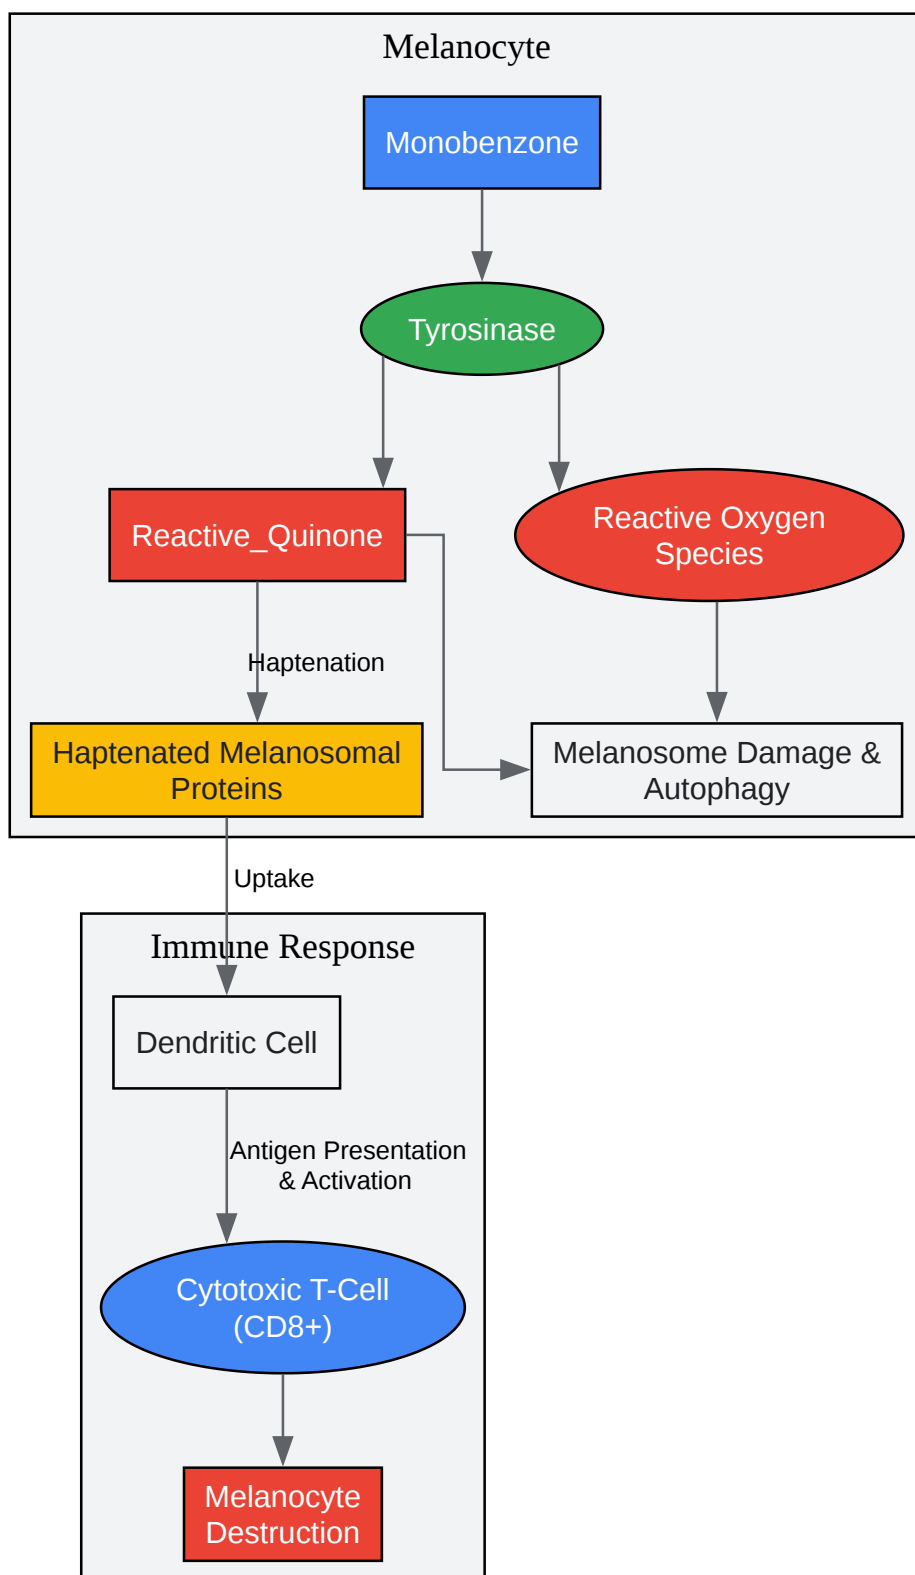 Melanocyte
Monobenzone
Tyrosinase
Reactive_Quinone
Reactive Oxygen
Species
Haptenation
Haptenated Melanosomal
Proteins
Melanosome Damage &
Autophagy
Uptake
Immune Response
Dendritic Cell
Antigen Presentation
& Activation
Cytotoxic T-Cell
(CD8+)
Melanocyte
Destruction